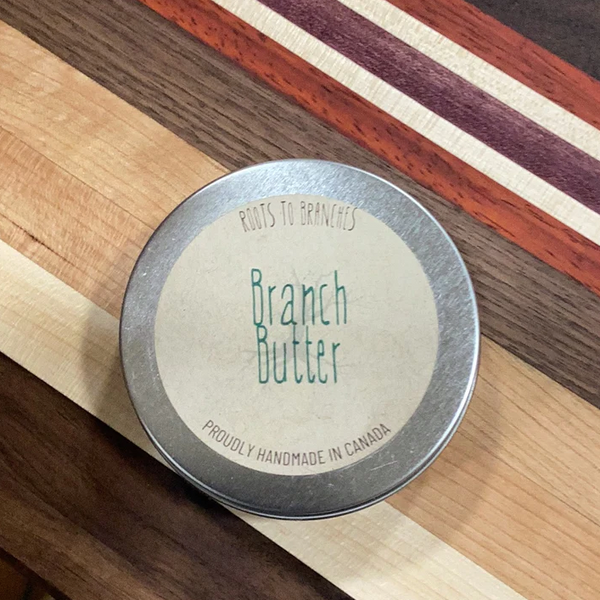 ROOTS TO BRANCHES
Branch
Butter
PROUDLY HANDMADE IN CANADA